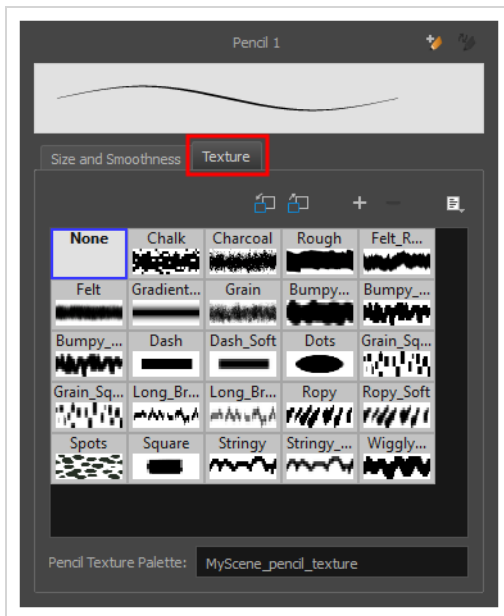 Pencil 1
Size and Smoothness Texture
None Chalk Charcoal Rough Felt_R...
Felt Gradient... Grain Bumpy... Bumpy_...
Bumpy_... Dash Dash_Soft Dots Grain_Sq...
Grain_Sq... Long_Br... Long_Br... Ropy Ropy_Soft
Spots Square Stringy Stringy_... Wiggly...
Pencil Texture Palette: MyScene_pencil_texture